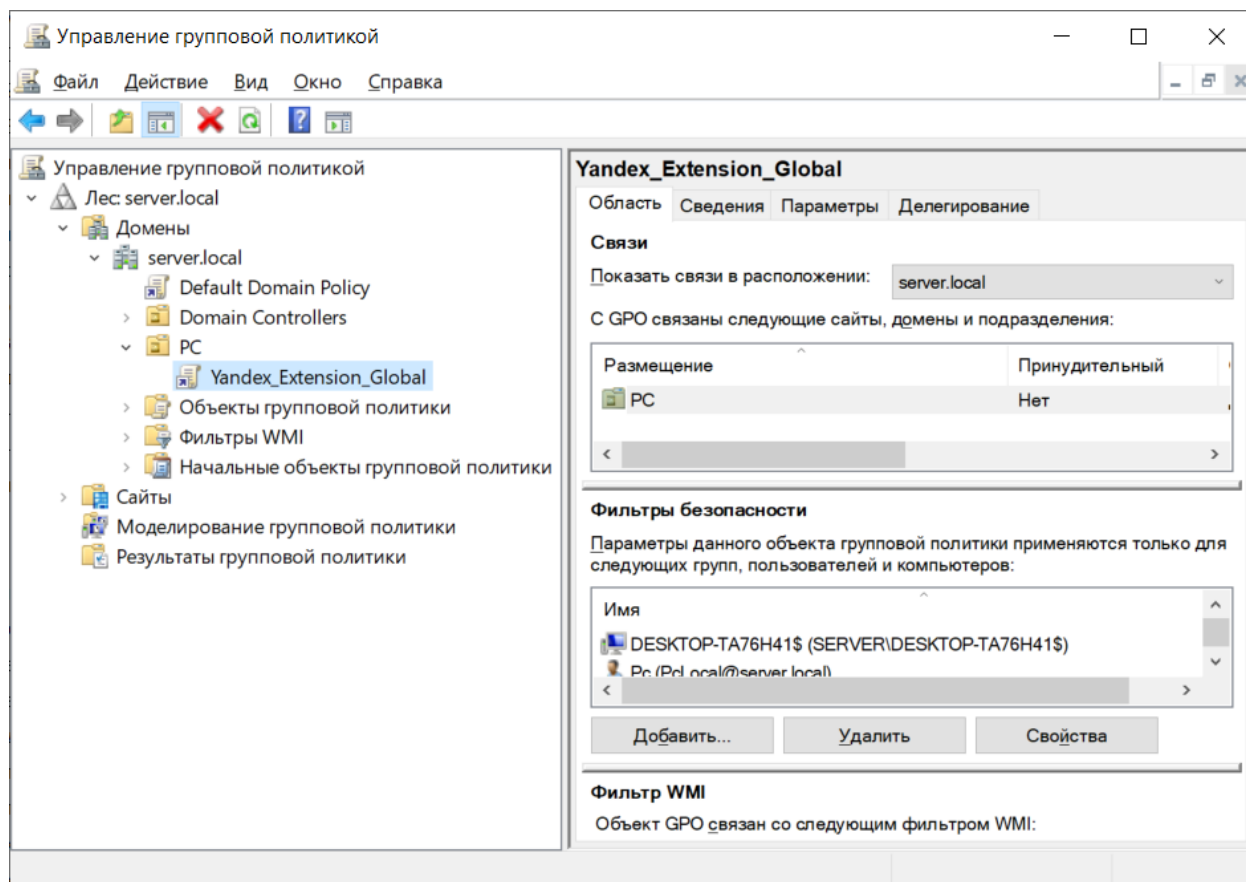 Управление групповой политикой
Файл Действие Вид Окно Справка
Управление групповой политикой
Лес: server.local
Домены
server.local
Default Domain Policy
Domain Controllers
PC
Yandex_Extension_Global
Объекты групповой политики
Фильтры WMI
Начальные объекты групповой политики
Сайты
Моделирование групповой политики
Результаты групповой политики
Yandex_Extension_Global
Область Сведения Параметры Делегирование
Связи
Показать связи в расположении: server.local
С GPO связаны следующие сайты, домены и подразделения:
Размещение Принудительный
PC Нет
Фильтры безопасности
Параметры данного объекта групповой политики применяются только для
следующих групп, пользователей и компьютеров:
Имя
DESKTOP-TA76H41$ (SERVER\DESKTOP-TA76H41$)
Pc (PcLocal@server.local)
Добавить... Удалить Свойства
Фильтр WMI
Объект GPO связан со следующим фильтром WMI: